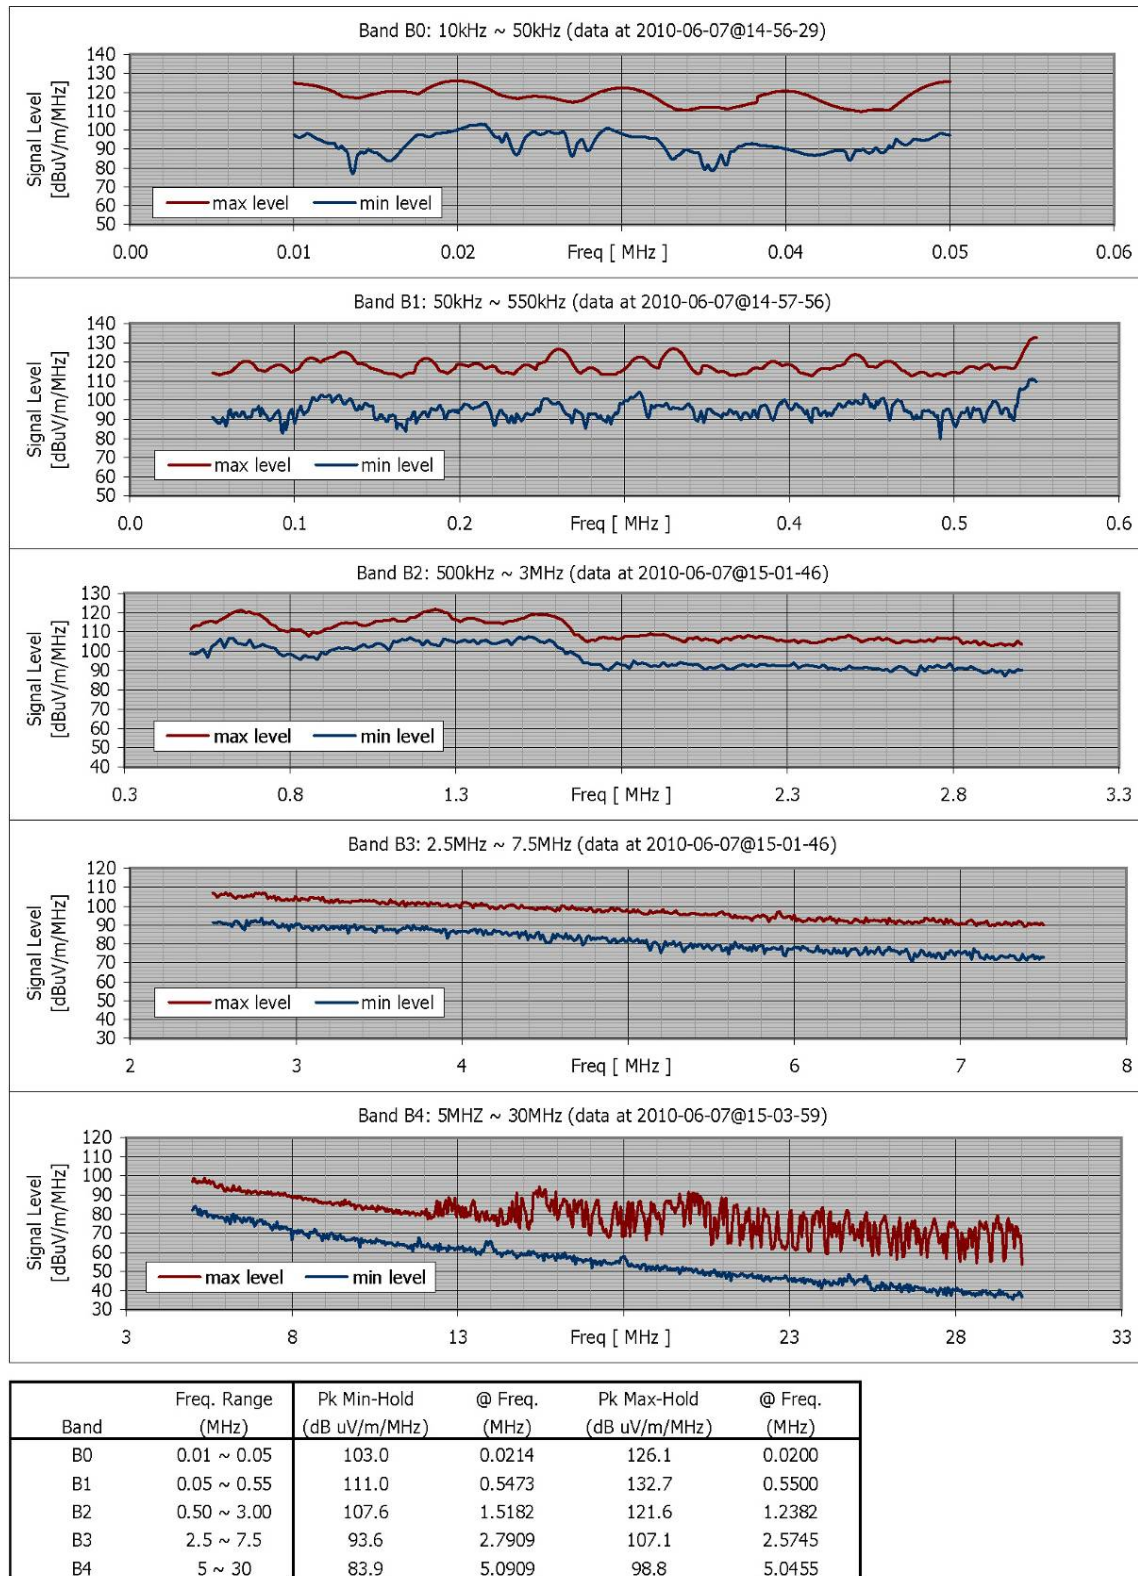 Band B0: 10kHz ~ 50kHz (data at 2010-06-07@14-56-29)
Signal Level
[dBuV/m/MHz]
140
130
120
110
100
90
80
70
60
50
max level min level
0.00 0.01 0.02 Freq [ MHz ] 0.04 0.05 0.06
Band B1: 50kHz ~ 550kHz (data at 2010-06-07@14-57-56)
Signal Level
[dBuV/m/MHz]
140
130
120
110
100
90
80
70
60
50
max level min level
0.0 0.1 0.2 Freq [ MHz ] 0.4 0.5 0.6
Band B2: 500kHz ~ 3MHz (data at 2010-06-07@15-01-46)
Signal Level
[dBuV/m/MHz]
130
120
110
100
90
80
70
60
50
40
max level min level
0.3 0.8 1.3 Freq [ MHz ] 2.3 2.8 3.3
Band B3: 2.5MHz ~ 7.5MHz (data at 2010-06-07@15-01-46)
Signal Level
[dBuV/m/MHz]
120
110
100
90
80
70
60
50
40
30
max level min level
2 3 4 Freq [ MHz ] 6 7 8
Band B4: 5MHZ ~ 30MHz (data at 2010-06-07@15-03-59)
Signal Level
[dBuV/m/MHz]
120
110
100
90
80
70
60
50
40
30
max level min level
3 8 13 Freq [ MHz ] 23 28 33
Freq. Range Pk Min-Hold @ Freq. Pk Max-Hold @ Freq.
Band (MHz) (dB uV/m/MHz) (MHz) (dB uV/m/MHz) (MHz)
B0 0.01 ~ 0.05 103.0 0.0214 126.1 0.0200
B1 0.05 ~ 0.55 111.0 0.5473 132.7 0.5500
B2 0.50 ~ 3.00 107.6 1.5182 121.6 1.2382
B3 2.5 ~ 7.5 93.6 2.7909 107.1 2.5745
B4 5 ~ 30 83.9 5.0909 98.8 5.0455